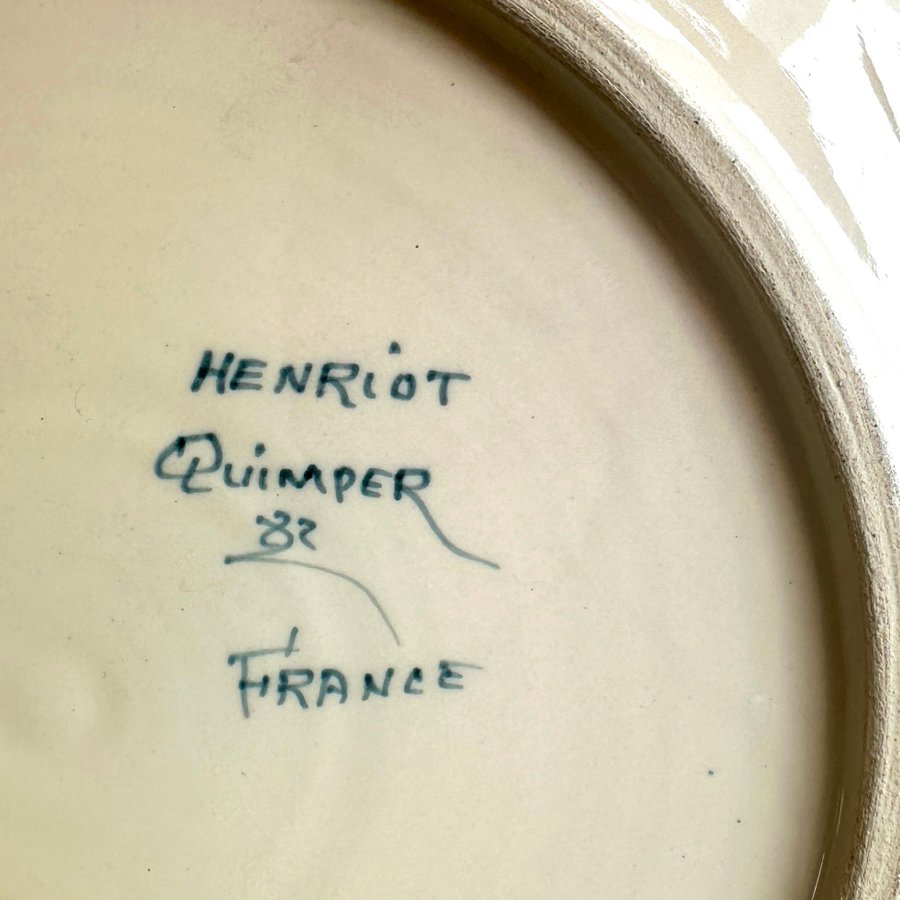 HENRiOT
QUiMPER
82
FRANCE